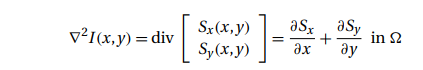 ∇²I(x,y) = div [ Sₓ(x,y) S_y(x,y) ] = ∂Sₓ/∂x + ∂S_y/∂y in Ω